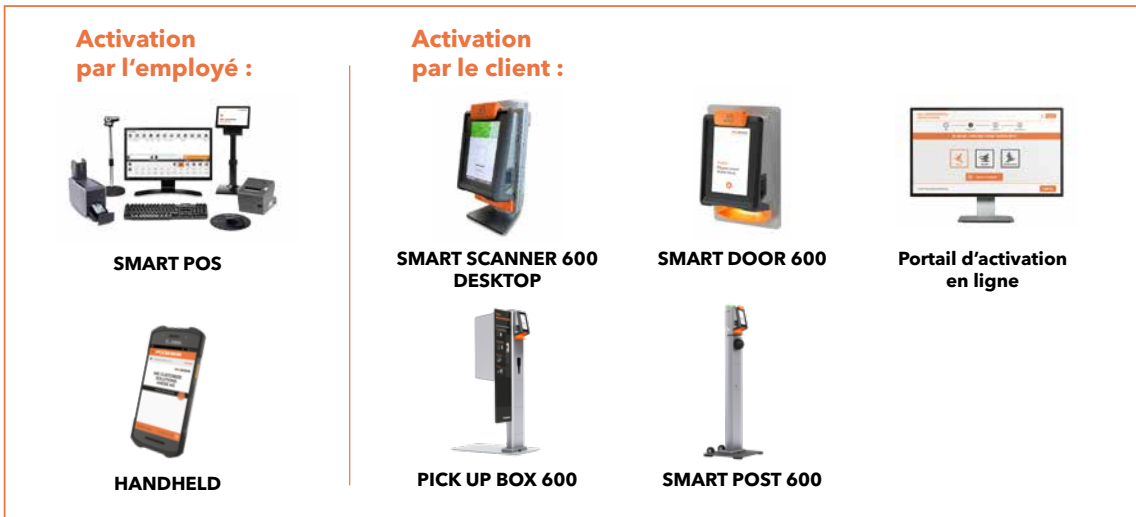 Activation
par l'employé :
Activation
par le client :
SMART POS
SMART SCANNER 600
DESKTOP
SMART DOOR 600
Portail d'activation
en ligne
HANDHELD
PICK UP BOX 600
SMART POST 600